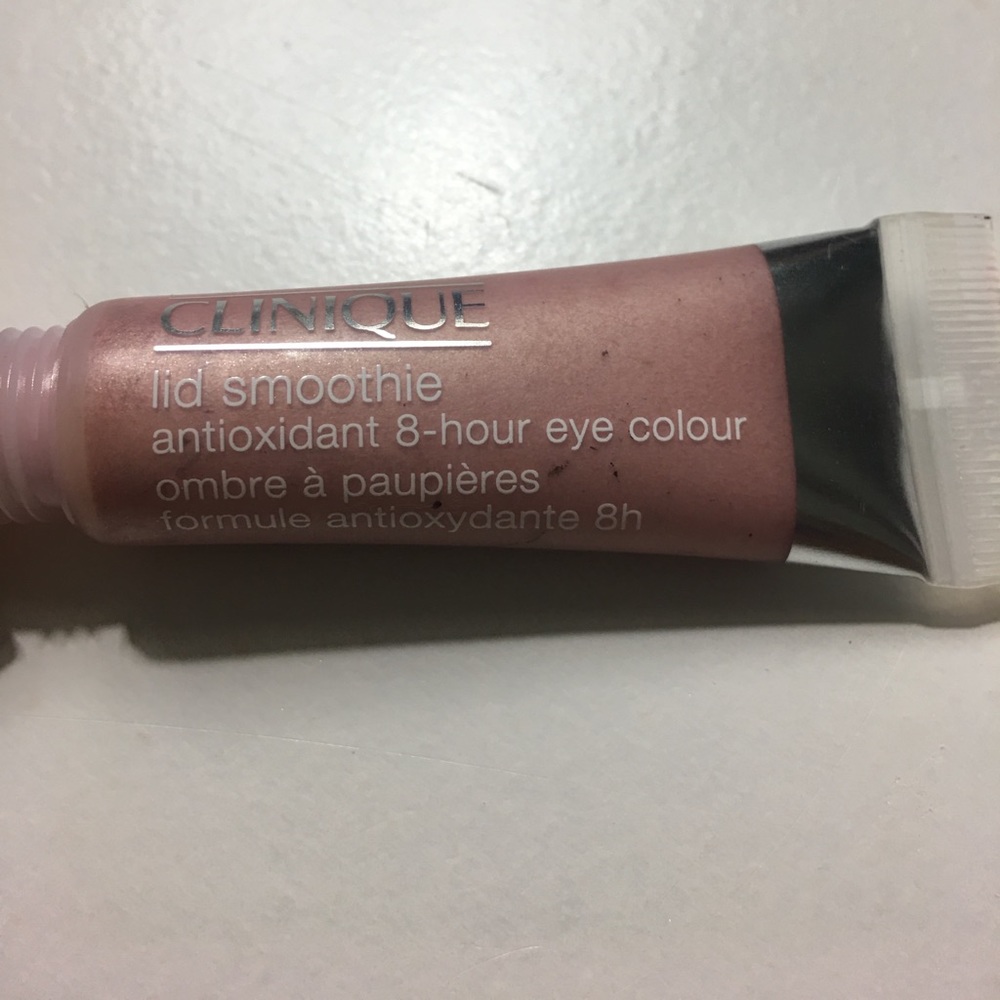 CLINIQUE
lid smoothie
antioxidant 8-hour eye colour
ombre à paupières
formule antioxydante 8h